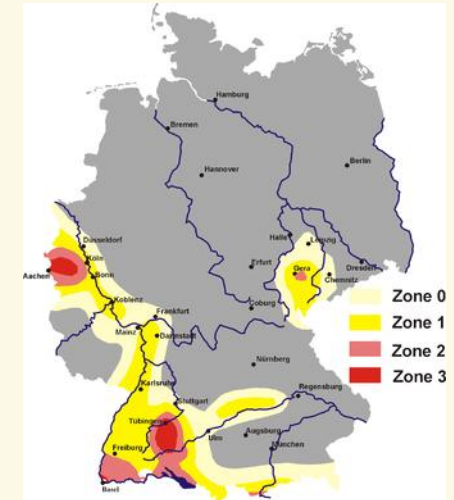 Hamburg
Bremen
Berlin
Hannover
Düsseldorf
Halle
Leipzig
Köln
Erfurt
Gera
Dresden
Aachen
Bonn
Chemnitz
Koblenz
Coburg
Zone 0
Frankfurt
Zone 1
Mainz
Darmstadt
Zone 2
Nürnberg
Zone 3
Karlsruhe
Regensburg
Stuttgart
Tübingen
Augsburg
Ulm
München
Freiburg
Basel